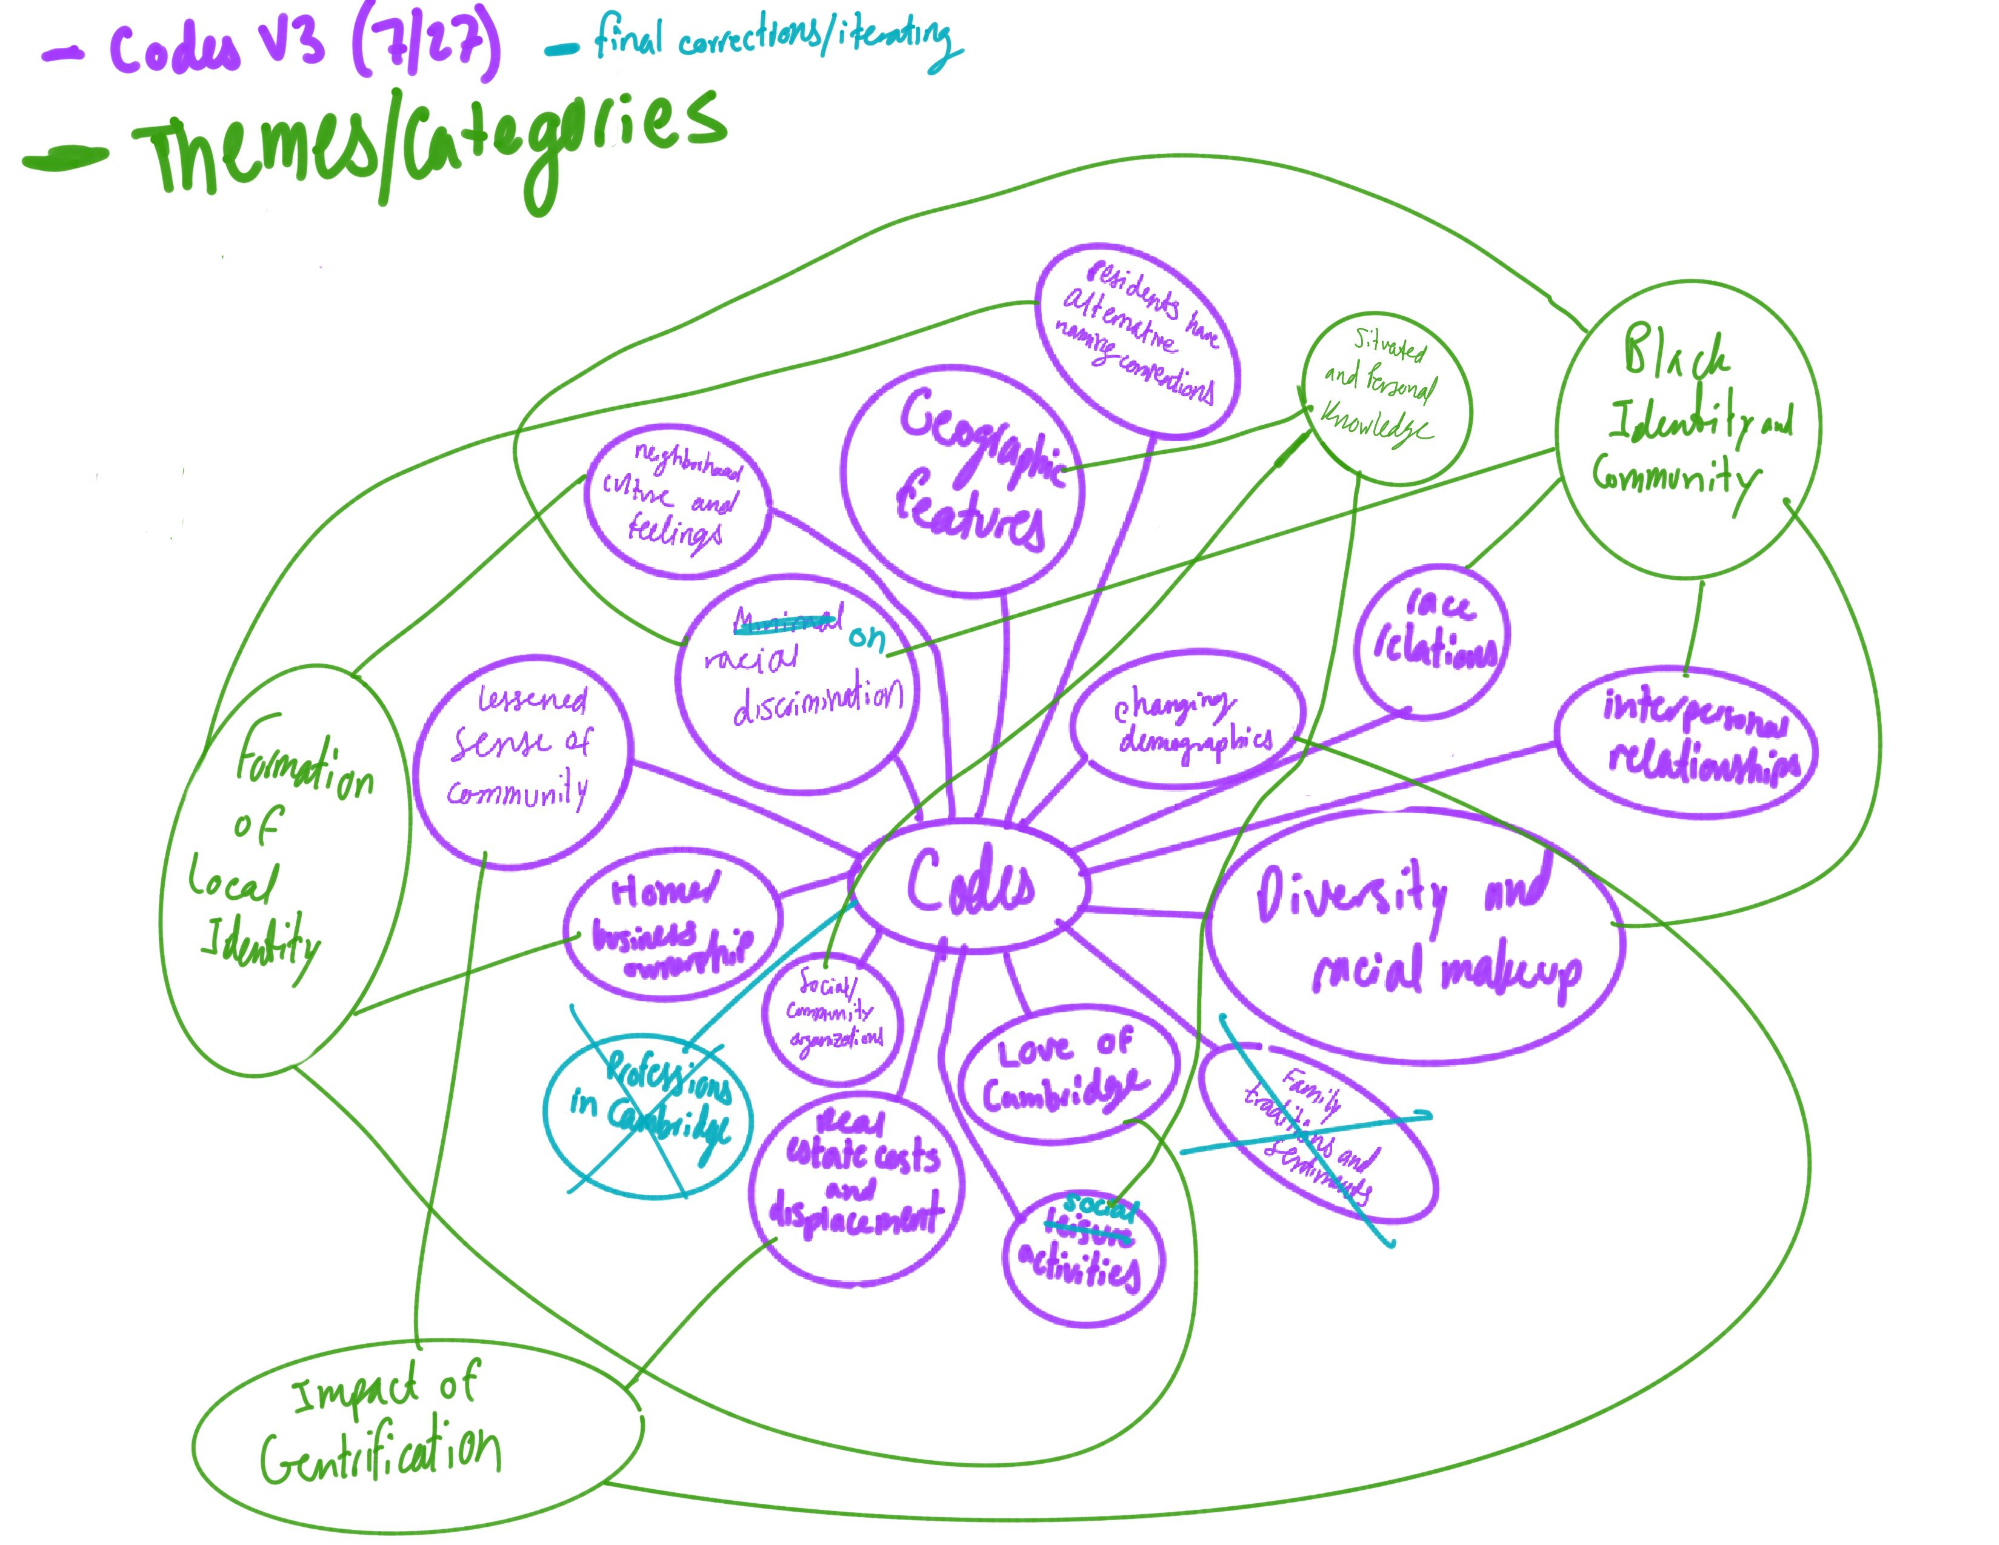 - Codes V3 (7/27) - final corrections/iterating
- Themes/Categories
residents have
alternative
naming conventions
Situated
and Personal
Knowledge
Black
Identity and
Community
Geographic
features
neighborhood
culture and
feelings
Minimal on
racial
discrimination
race
relations
lessened
sense of
community
changing
demographics
interpersonal
relationships
Formation
of
Local
Identity
Codes
Home/
business
ownership
Diversity and
racial makeup
Social/
community
organizations
Love of
Cambridge
Professions
in Cambridge
Family
traditions and
sentiments
Real
estate costs
and
displacement
social
leisure
activities
Impact of
Gentrification